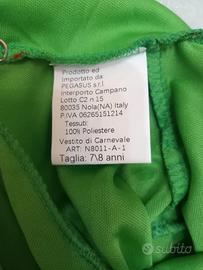 Prodotto ed
Importato da
PEGASUS s.r.l
Interporto Campano
Lotto C2 n 15
80035 Nola(NA) Italy
P.IVA 06265151214
Tessuti:
100% Poliestere
Vestito di Carnevale
ART: N8011-A-1
Taglia: 7\8 anni
subito